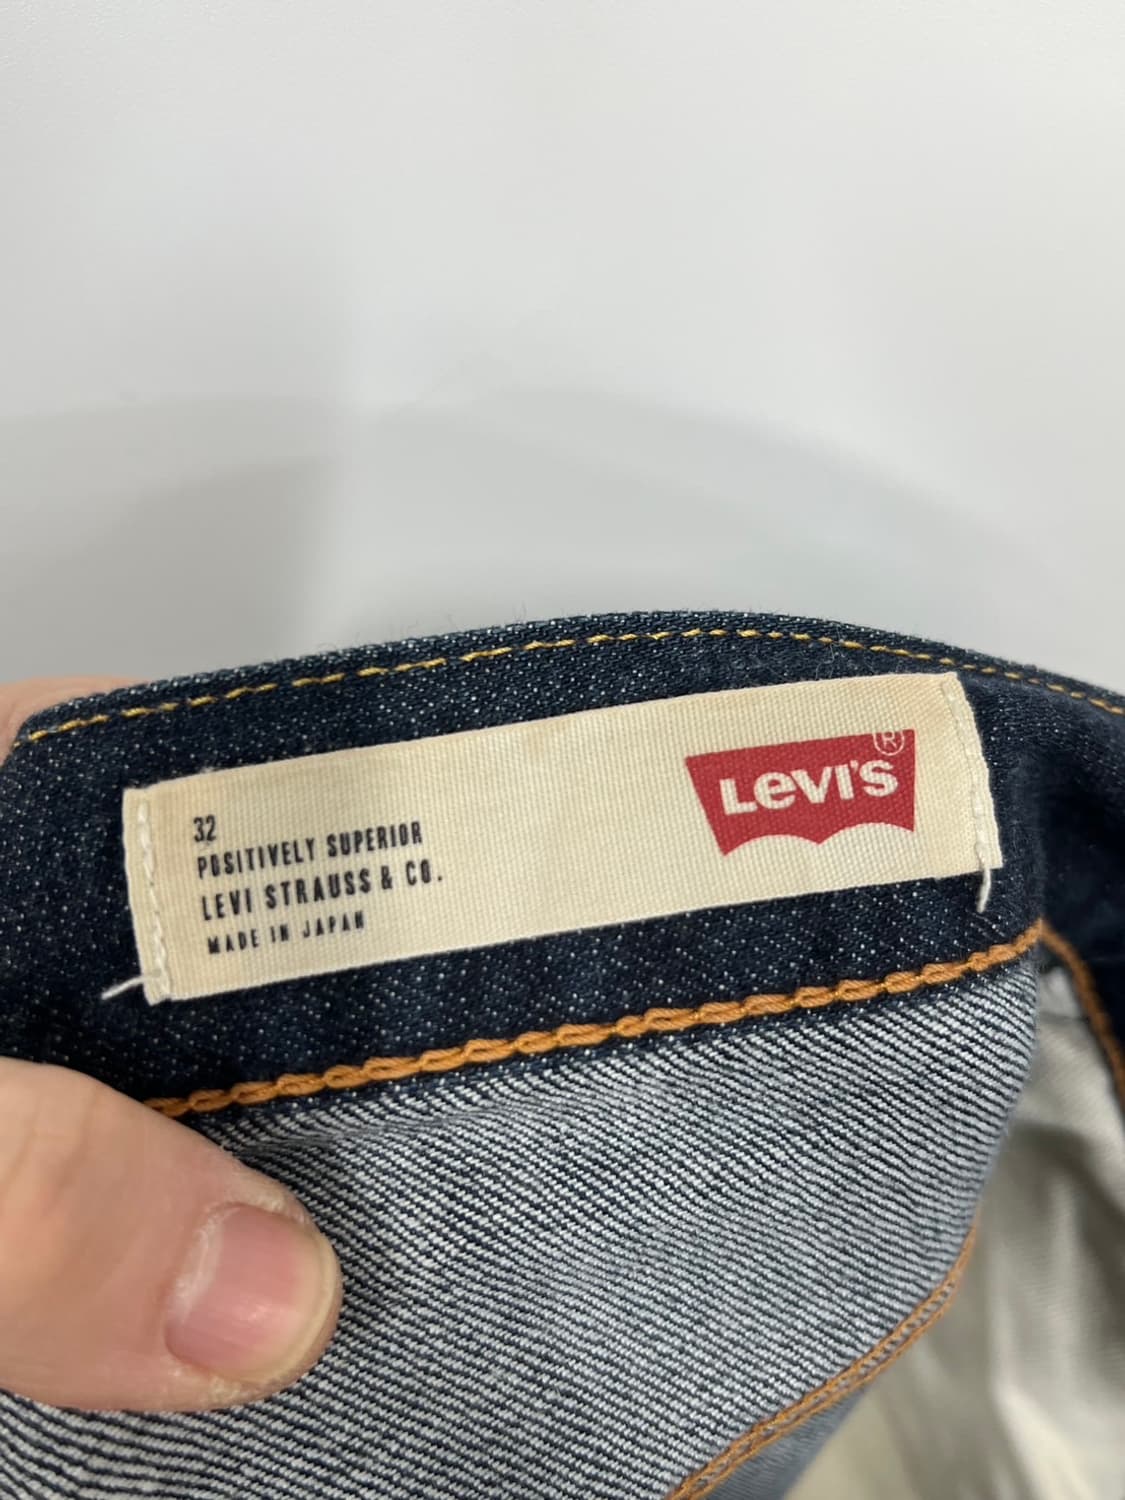 32
POSITIVELY SUPERIOR
LEVI STRAUSS & CO.
MADE IN JAPAN
LEVI'S®